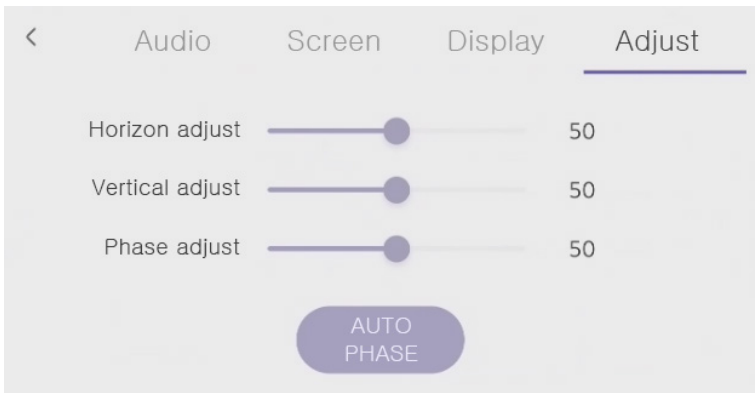 Audio Screen Display Adjust
Horizon adjust 50
Vertical adjust 50
Phase adjust 50
AUTO
PHASE